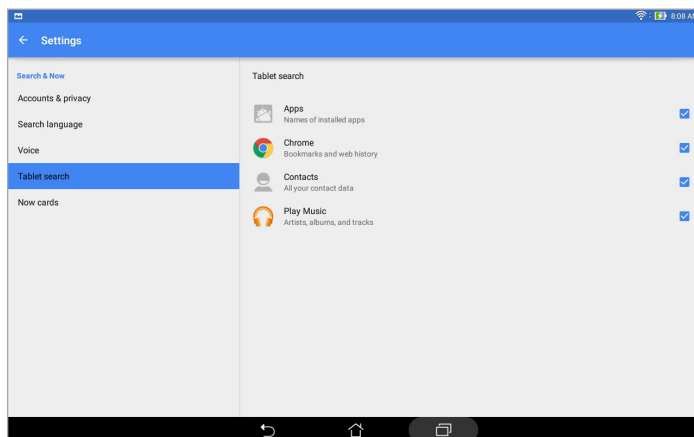 8:08 AM
Settings
Search & Now
Accounts & privacy
Search language
Voice
Tablet search
Now cards
Tablet search
Apps
Names of installed apps
Chrome
Bookmarks and web history
Contacts
All your contact data
Play Music
Artists, albums, and tracks